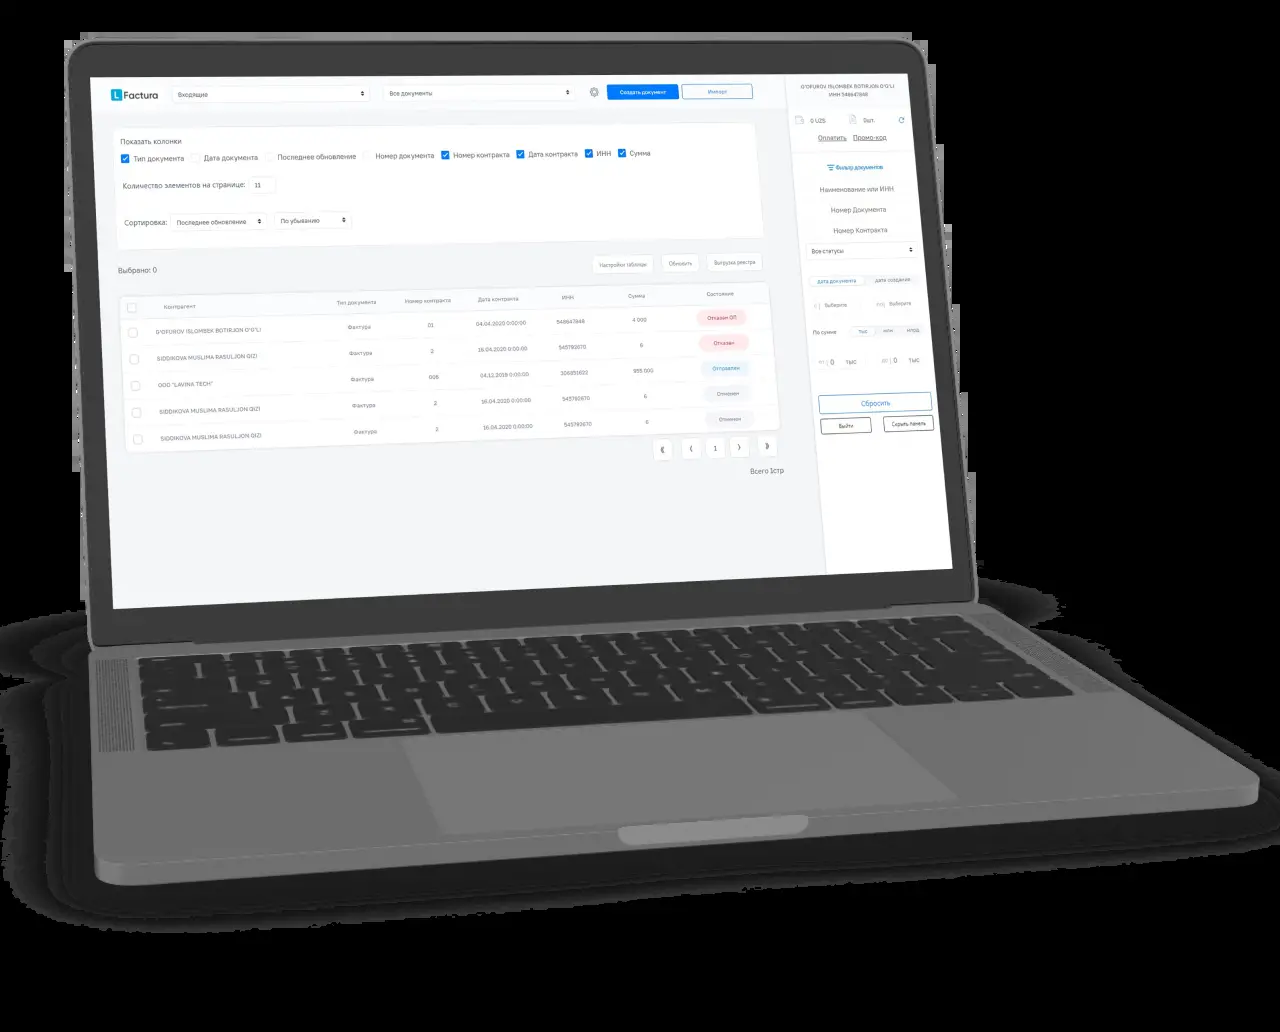 L Factura
Входящие
Все документы
Создать документ
Импорт
Показать колонки
Тип документа Дата документа Последнее обновление Номер документа Номер контракта Дата контракта ИНН Сумма
Количество элементов на странице: 11
Сортировка: Последнее обновление По убыванию
Выбрано: 0
Настройки таблицы Обновить Выгрузка реестра
Контрагент Тип документа Номер контракта Дата контракта ИНН Сумма Состояние
G'OFUROV ISLOMBEK BOTIRJON O'G'LI Фактура 01 04.04.2020 0:00:00 548647848 4 000 Отказан ОП
SIDDIKOVA MUSLIMA RASULJON QIZI Фактура 2 16.04.2020 0:00:00 545792670 6 Отказан
ООО "LAVINA TECH" Фактура 008 04.11.2019 0:00:00 955 000 Отправлен
SIDDIKOVA MUSLIMA RASULJON QIZI Фактура 2 16.04.2020 0:00:00 545792670 6 Отменен
SIDDIKOVA MUSLIMA RASULJON QIZI Фактура 2 16.04.2020 0:00:00 545792670 6 Отменен
1
Всего 1стр
G'OFUROV ISLOMBEK BOTIRJON O'G'LI
ИНН 548647848
0 UZS 0шт.
Оплатить Промо-код
Фильтр документов
Наименование или ИНН
Номер Документа
Номер Контракта
Все статусы
дата документа дата создания
Выберите Выберите
По сумме тыс млн млрд
от 0 тыс до 0 тыс
Сбросить
Выйти Скрыть панель